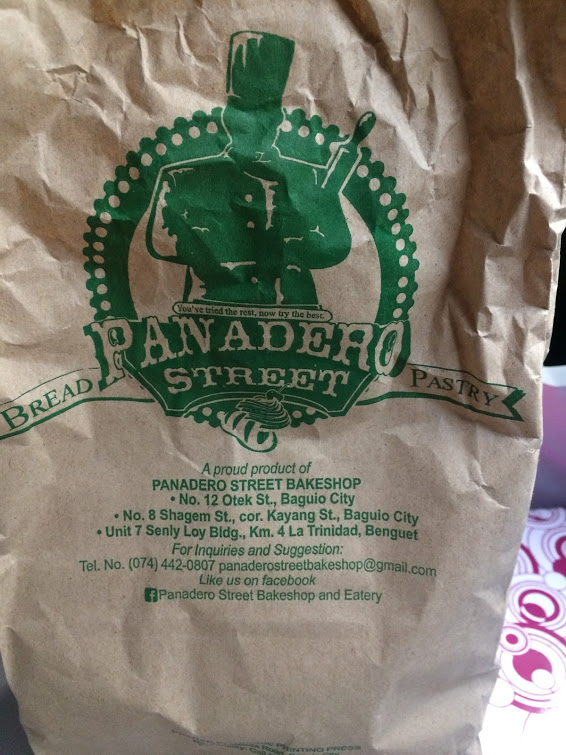 You've tried the rest, now try the best.
PANADERO
STREET
BREAD
PASTRY
A proud product of
PANADERO STREET BAKESHOP
• No. 12 Otek St., Baguio City
• No. 8 Shagem St., cor. Kayang St., Baguio City
• Unit 7 Senly Loy Bldg., Km. 4 La Trinidad, Benguet
For Inquiries and Suggestion:
Tel. No. (074) 442-0807 panaderostreetbakeshop@gmail.com
Like us on facebook
f Panadero Street Bakeshop and Eatery
PRINTING PRESS